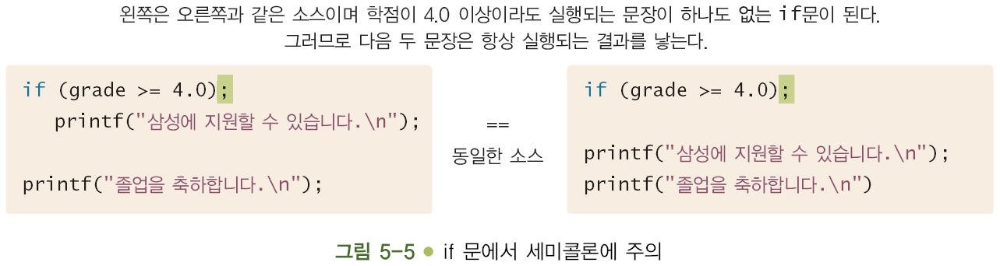 왼쪽은 오른쪽과 같은 소스이며 학점이 4.0 이상이라도 실행되는 문장이 하나도 없는 if문이 된다.
그러므로 다음 두 문장은 항상 실행되는 결과를 낳는다.
if (grade >= 4.0);
printf("삼성에 지원할 수 있습니다.\n");
printf("졸업을 축하합니다.\n");
==
동일한 소스
if (grade >= 4.0);
printf("삼성에 지원할 수 있습니다.\n");
printf("졸업을 축하합니다.\n")
그림 5-5 ● if 문에서 세미콜론에 주의